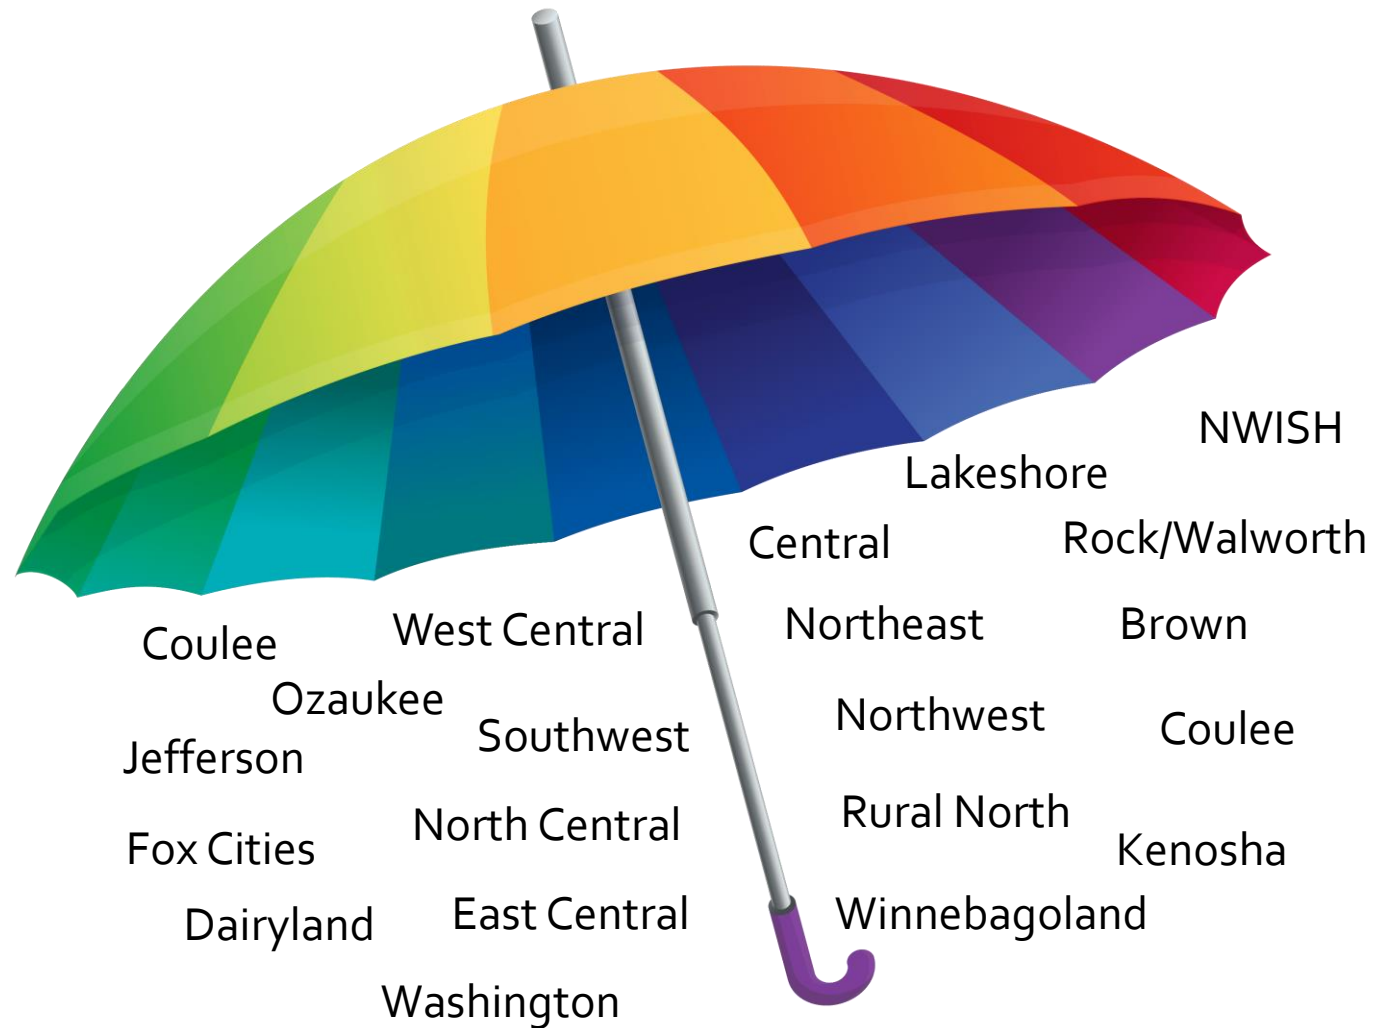 NWISH
Lakeshore
Central
Rock/Walworth
Coulee
West Central
Northeast
Brown
Ozaukee
Southwest
Northwest
Coulee
Jefferson
North Central
Rural North
Fox Cities
Kenosha
Dairyland
East Central
Winnebagoland
Washington